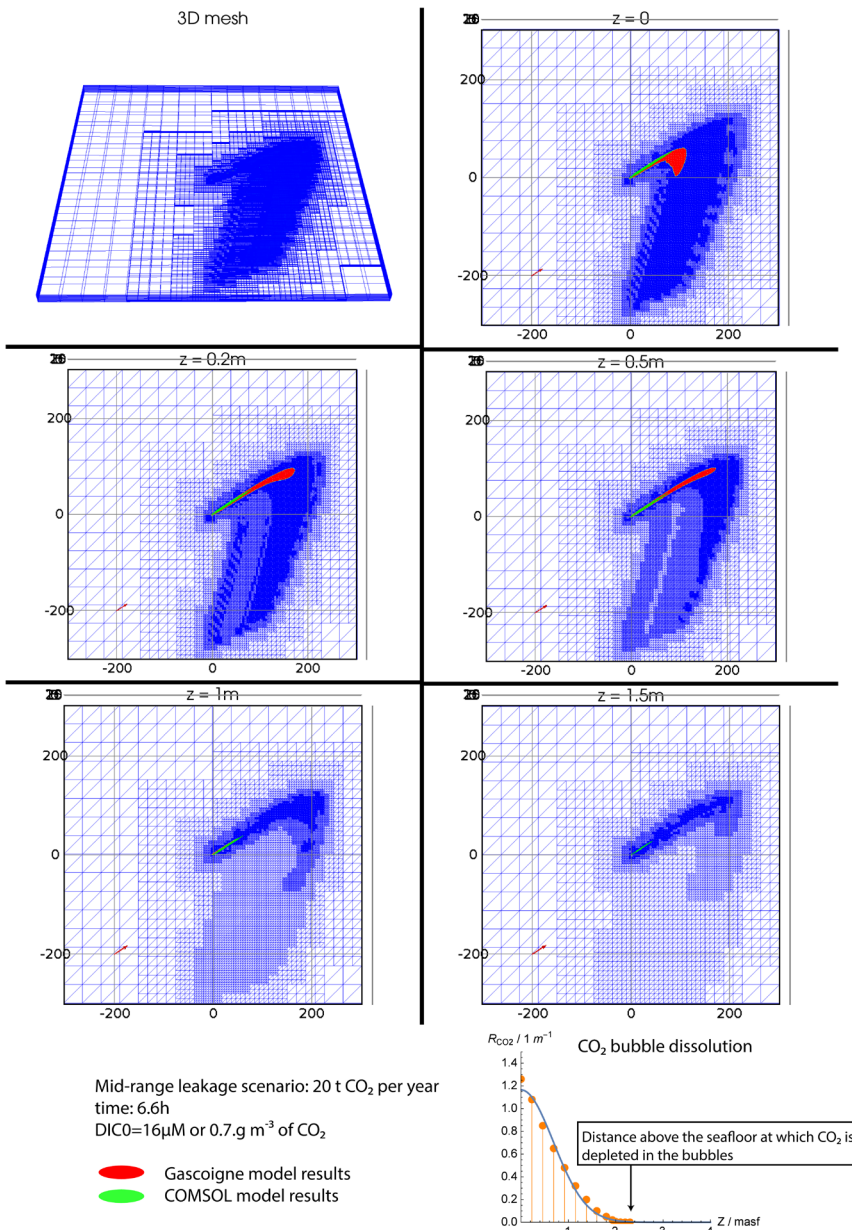 3D mesh
z = 0
200
0
-200
-200
0
200
z = 0.2m
200
0
-200
-200
0
200
z = 0.5m
200
0
-200
-200
0
200
z = 1m
200
0
-200
-200
0
200
z = 1.5m
200
0
-200
-200
0
200
Mid-range leakage scenario: 20 t CO₂ per year
time: 6.6h
DIC0=16µM or 0.7.g m⁻³ of CO₂
Gascoigne model results
COMSOL model results
R_CO2 / 1 m⁻¹
CO₂ bubble dissolution
1.4
1.2
1.0
0.8
0.6
0.4
0.2
0.0
Distance above the seafloor at which CO₂ is
depleted in the bubbles
1
2
3
4
Z / masf